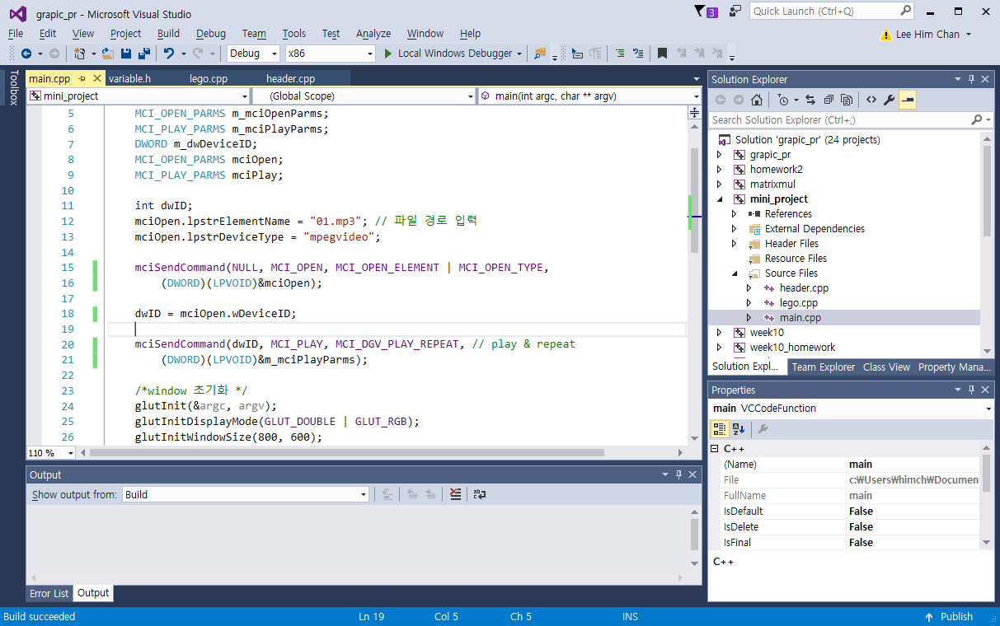 grapic_pr - Microsoft Visual Studio
3
Quick Launch (Ctrl+Q)
File Edit View Project Build Debug Team Tools Test Analyze Window Help
Lee Him Chan
Debug x86 Local Windows Debugger
Toolbox
main.cpp variable.h lego.cpp header.cpp
mini_project (Global Scope) main(int argc, char ** argv)
5 MCI_OPEN_PARMS m_mciOpenParms;
6 MCI_PLAY_PARMS m_mciPlayParms;
7 DWORD m_dwDeviceID;
8 MCI_OPEN_PARMS mciOpen;
9 MCI_PLAY_PARMS mciPlay;
10
11 int dwID;
12 mciOpen.lpstrElementName = "01.mp3"; // 파일 경로 입력
13 mciOpen.lpstrDeviceType = "mpegvideo";
14
15 mciSendCommand(NULL, MCI_OPEN, MCI_OPEN_ELEMENT | MCI_OPEN_TYPE,
16 (DWORD)(LPVOID)&mciOpen);
17
18 dwID = mciOpen.wDeviceID;
19
20 mciSendCommand(dwID, MCI_PLAY, MCI_DGV_PLAY_REPEAT, // play & repeat
21 (DWORD)(LPVOID)&m_mciPlayParms);
22
23 /*window 초기화 */
24 glutInit(&argc, argv);
25 glutInitDisplayMode(GLUT_DOUBLE | GLUT_RGB);
26 glutInitWindowSize(800, 600);
110 %
Output
Show output from: Build
Error List Output
Solution Explorer
Search Solution Explorer (Ctrl+;)
Solution 'grapic_pr' (24 projects)
grapic_pr
homework2
matrixmul
mini_project
References
External Dependencies
Header Files
Resource Files
Source Files
header.cpp
lego.cpp
main.cpp
week10
week10_homework
Solution Expl... Team Explorer Class View Property Mana...
Properties
main VCCodeFunction
C++
(Name) main
File c:₩Users₩himch₩Documen
FullName main
IsDefault False
IsDelete False
IsFinal False
C++
Build succeeded Ln 19 Col 5 Ch 5 INS Publish